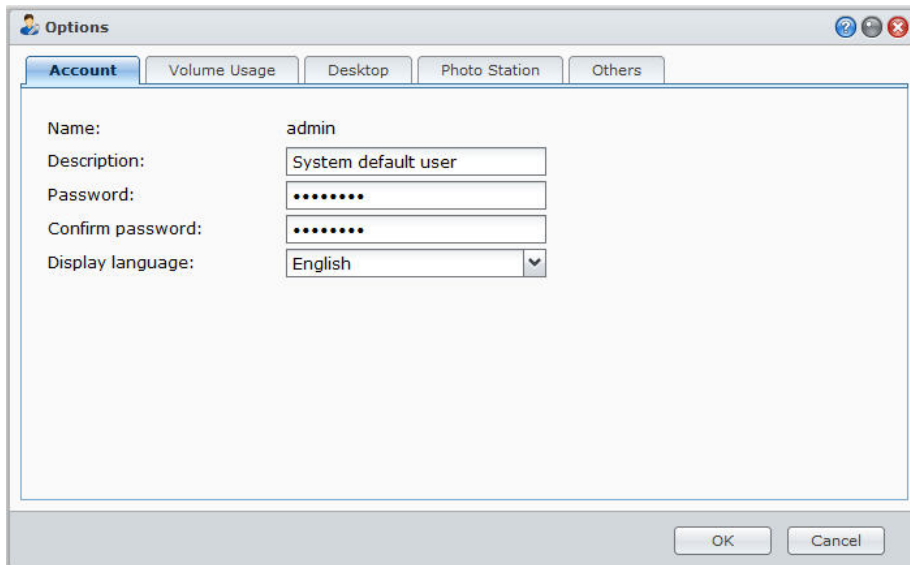 Options
Account Volume Usage Desktop Photo Station Others
Name: admin
Description: System default user
Password: ••••••••
Confirm password: ••••••••
Display language: English
OK Cancel